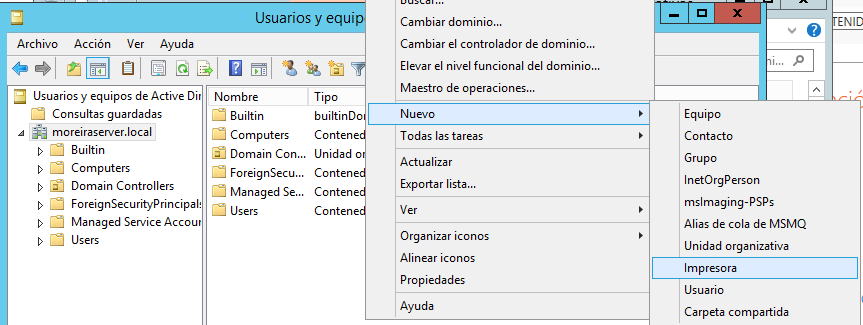 Usuarios y equipos
Archivo Acción Ver Ayuda
Usuarios y equipos de Active Dir
Consultas guardadas
moreiraserver.local
Builtin
Computers
Domain Controllers
ForeignSecurityPrincipals
Managed Service Accour
Users
Nombre Tipo
Builtin builtinDon
Computers Contened
Domain Con... Unidad or
ForeignSecu... Contened
Managed Se... Contened
Users Contened
Buscar...
Cambiar dominio...
Cambiar el controlador de dominio...
Elevar el nivel funcional del dominio...
Maestro de operaciones...
Nuevo
Todas las tareas
Actualizar
Exportar lista...
Ver
Organizar iconos
Alinear iconos
Propiedades
Ayuda
Equipo
Contacto
Grupo
InetOrgPerson
msImaging-PSPs
Alias de cola de MSMQ
Unidad organizativa
Impresora
Usuario
Carpeta compartida